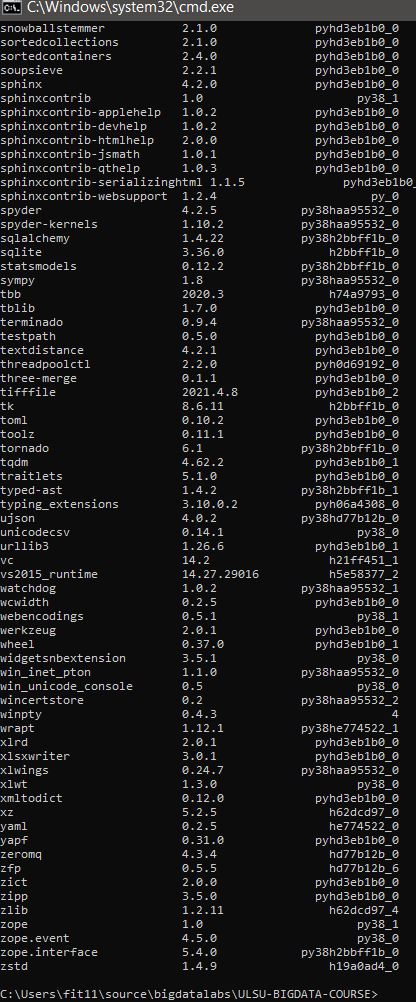 C:\Windows\system32\cmd.exe
snowballstemmer 2.1.0 pyhd3eb1b0_0
sortedcollections 2.1.0 pyhd3eb1b0_0
sortedcontainers 2.4.0 pyhd3eb1b0_0
soupsieve 2.2.1 pyhd3eb1b0_0
sphinx 4.2.0 pyhd3eb1b0_0
sphinxcontrib 1.0 py38_1
sphinxcontrib-applehelp 1.0.2 pyhd3eb1b0_0
sphinxcontrib-devhelp 1.0.2 pyhd3eb1b0_0
sphinxcontrib-htmlhelp 2.0.0 pyhd3eb1b0_0
sphinxcontrib-jsmath 1.0.1 pyhd3eb1b0_0
sphinxcontrib-qthelp 1.0.3 pyhd3eb1b0_0
sphinxcontrib-serializinghtml 1.1.5 pyhd3eb1b0_
sphinxcontrib-websupport 1.2.4 py_0
spyder 4.2.5 py38haa95532_0
spyder-kernels 1.10.2 py38haa95532_0
sqlalchemy 1.4.22 py38h2bbff1b_0
sqlite 3.36.0 h2bbff1b_0
statsmodels 0.12.2 py38h2bbff1b_0
sympy 1.8 py38haa95532_0
tbb 2020.3 h74a9793_0
tblib 1.7.0 pyhd3eb1b0_0
terminado 0.9.4 py38haa95532_0
testpath 0.5.0 pyhd3eb1b0_0
textdistance 4.2.1 pyhd3eb1b0_0
threadpoolctl 2.2.0 pyh0d69192_0
three-merge 0.1.1 pyhd3eb1b0_0
tifffile 2021.4.8 pyhd3eb1b0_2
tk 8.6.11 h2bbff1b_0
toml 0.10.2 pyhd3eb1b0_0
toolz 0.11.1 pyhd3eb1b0_0
tornado 6.1 py38h2bbff1b_0
tqdm 4.62.2 pyhd3eb1b0_1
traitlets 5.1.0 pyhd3eb1b0_0
typed-ast 1.4.2 py38h2bbff1b_1
typing_extensions 3.10.0.2 pyh06a4308_0
ujson 4.0.2 py38hd77b12b_0
unicodecsv 0.14.1 py38_0
urllib3 1.26.6 pyhd3eb1b0_1
vc 14.2 h21ff451_1
vs2015_runtime 14.27.29016 h5e58377_2
watchdog 1.0.2 py38haa95532_1
wcwidth 0.2.5 pyhd3eb1b0_0
webencodings 0.5.1 py38_1
werkzeug 2.0.1 pyhd3eb1b0_0
wheel 0.37.0 pyhd3eb1b0_1
widgetsnbextension 3.5.1 py38_0
win_inet_pton 1.1.0 py38haa95532_0
win_unicode_console 0.5 py38_0
wincertstore 0.2 py38haa95532_2
winpty 0.4.3 4
wrapt 1.12.1 py38he774522_1
xlrd 2.0.1 pyhd3eb1b0_0
xlsxwriter 3.0.1 pyhd3eb1b0_0
xlwings 0.24.7 py38haa95532_0
xlwt 1.3.0 py38_0
xmltodict 0.12.0 pyhd3eb1b0_0
xz 5.2.5 h62dcd97_0
yaml 0.2.5 he774522_0
yapf 0.31.0 pyhd3eb1b0_0
zeromq 4.3.4 hd77b12b_0
zfp 0.5.5 hd77b12b_6
zict 2.0.0 pyhd3eb1b0_0
zipp 3.5.0 pyhd3eb1b0_0
zlib 1.2.11 h62dcd97_4
zope 1.0 py38_1
zope.event 4.5.0 py38_0
zope.interface 5.4.0 py38h2bbff1b_0
zstd 1.4.9 h19a0ad4_0
C:\Users\fit11\source\bigdatalabs\ULSU-BIGDATA-COURSE>